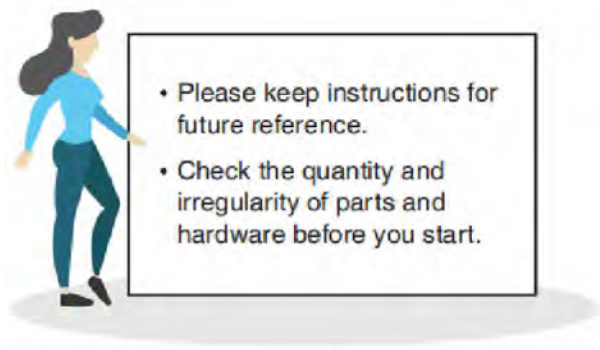 • Please keep instructions for
future reference.
• Check the quantity and
irregularity of parts and
hardware before you start.